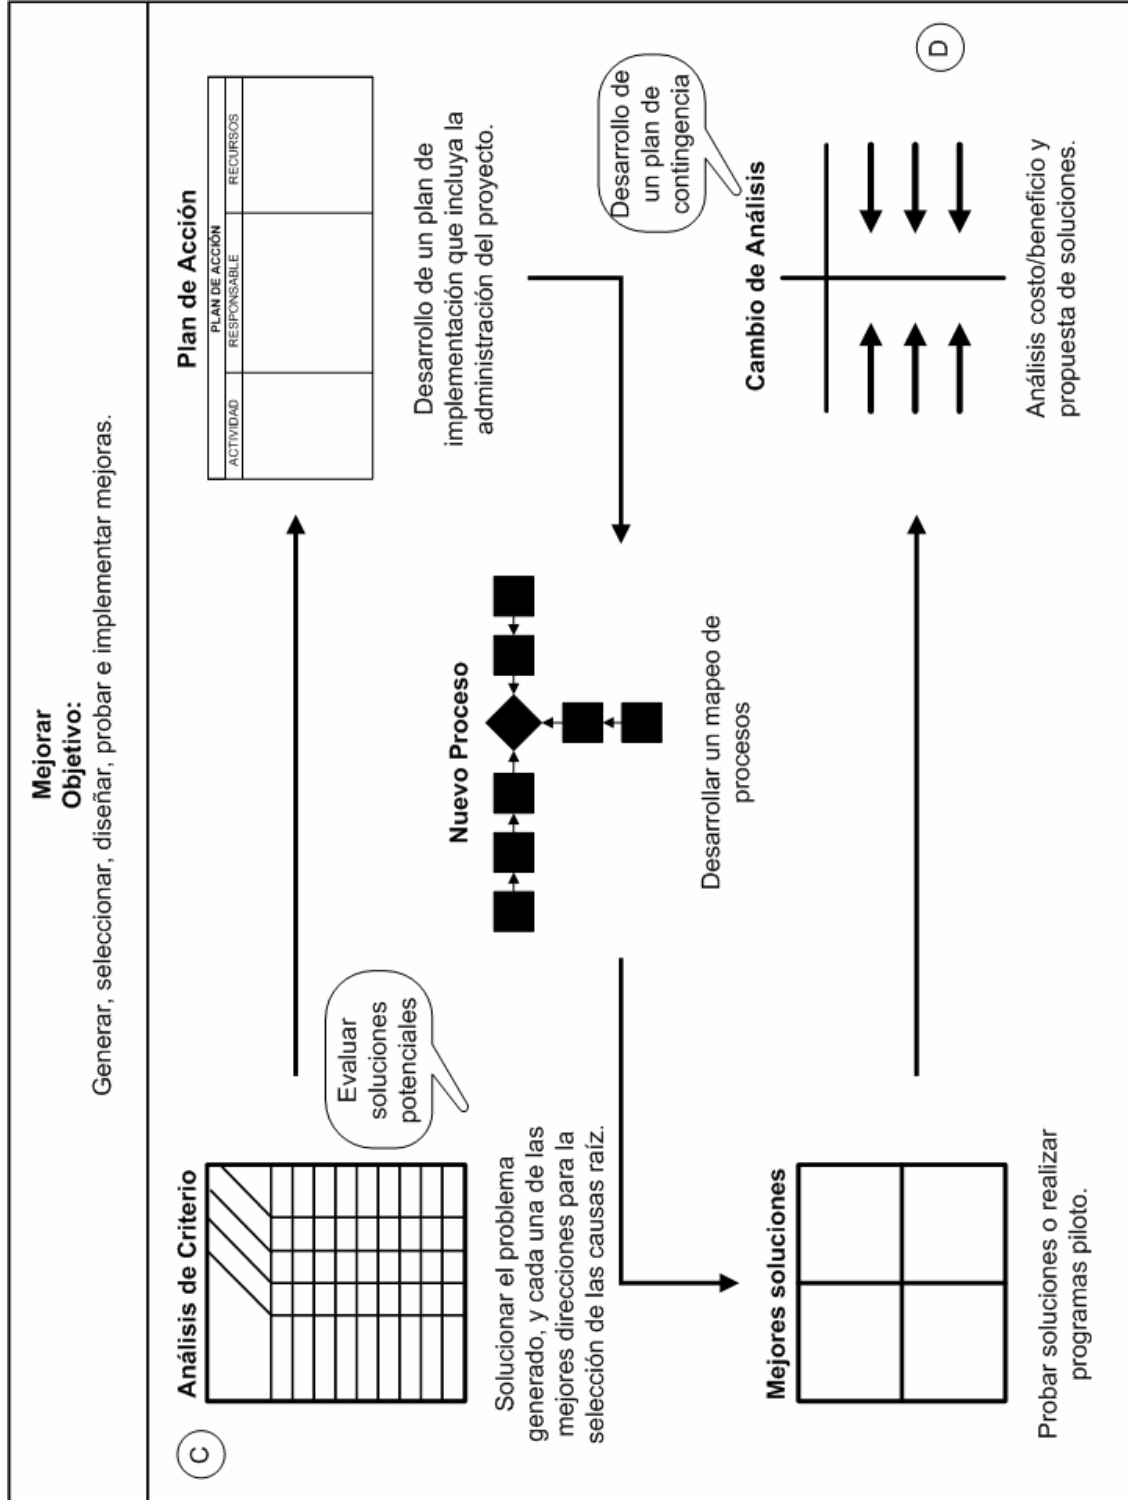 Mejorar
Objetivo:
Generar, seleccionar, diseñar, probar e implementar mejoras.
C
Análisis de Criterio
Evaluar
soluciones
potenciales
Solucionar el problema
generado, y cada una de las
mejores direcciones para la
selección de las causas raíz.
Plan de Acción
PLAN DE ACCIÓN
ACTIVIDAD RESPONSABLE RECURSOS
Desarrollo de un plan de
implementación que incluya la
administración del proyecto.
Nuevo Proceso
Desarrollar un mapeo de
procesos
Mejores soluciones
Probar soluciones o realizar
programas piloto.
Desarrollo de
un plan de
contingencia
Cambio de Análisis
Análisis costo/beneficio y
propuesta de soluciones.
D